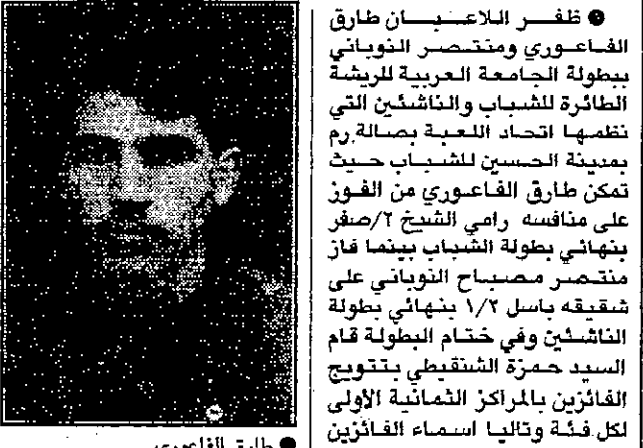 ● ظفر اللاعبان طارق
الفاعوري ومنتصر النوباني
ببطولة الجامعة العربية للريشة
الطائرة للشباب والناشئين التي
نظمها اتحاد اللعبة بصالة رم
بمدينة الحسين للشباب حيث
تمكن طارق الفاعوري من الفوز
على منافسه رامي الشيخ ٢/صفر
بنهائي بطولة الشباب بينما فاز
منتصر مصباح النوباني على
شقيقه باسل ١/٢ بنهائي بطولة
الناشئين وفي ختام البطولة قام
السيد حمزة الشنقيطي بتتويج
الفائزين بالمراكز الثمانية الأولى
لكل فئة وتاليا اسماء الفائزين
● طارق الفاعوري